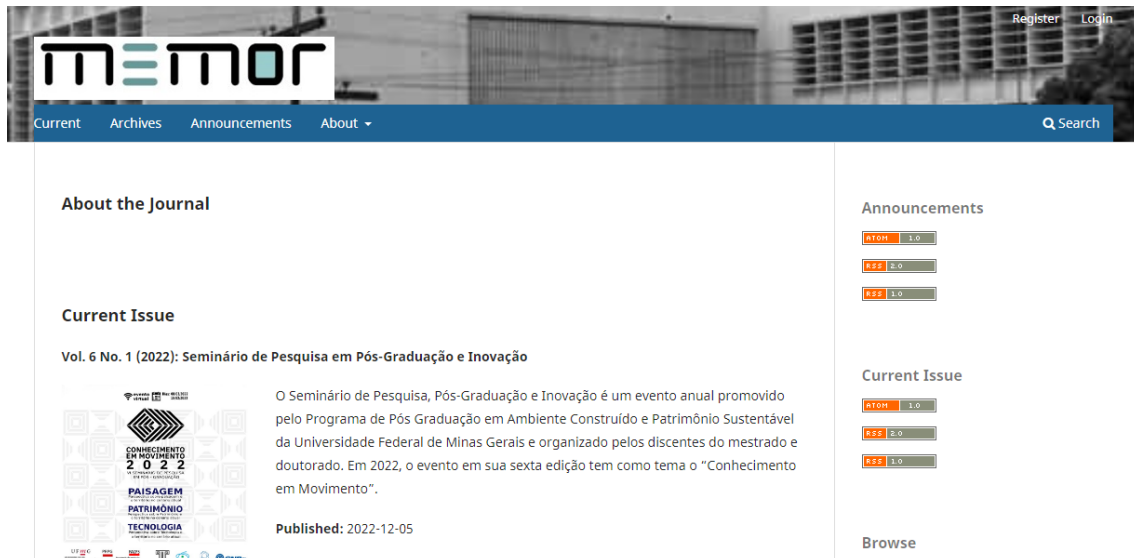 Register Login
memor
Current Archives Announcements About
Search
About the Journal
Current Issue
Vol. 6 No. 1 (2022): Seminário de Pesquisa em Pós-Graduação e Inovação
evento virtual
CONHECIMENTO
EM MOVIMENTO
2022
PAISAGEM
PATRIMÔNIO
TECNOLOGIA
O Seminário de Pesquisa, Pós-Graduação e Inovação é um evento anual promovido
pelo Programa de Pós Graduação em Ambiente Construído e Patrimônio Sustentável
da Universidade Federal de Minas Gerais e organizado pelos discentes do mestrado e
doutorado. Em 2022, o evento em sua sexta edição tem como tema o "Conhecimento
em Movimento".
Published: 2022-12-05
Announcements
ATOM 1.0
RSS 2.0
RSS 1.0
Current Issue
ATOM 1.0
RSS 2.0
RSS 1.0
Browse